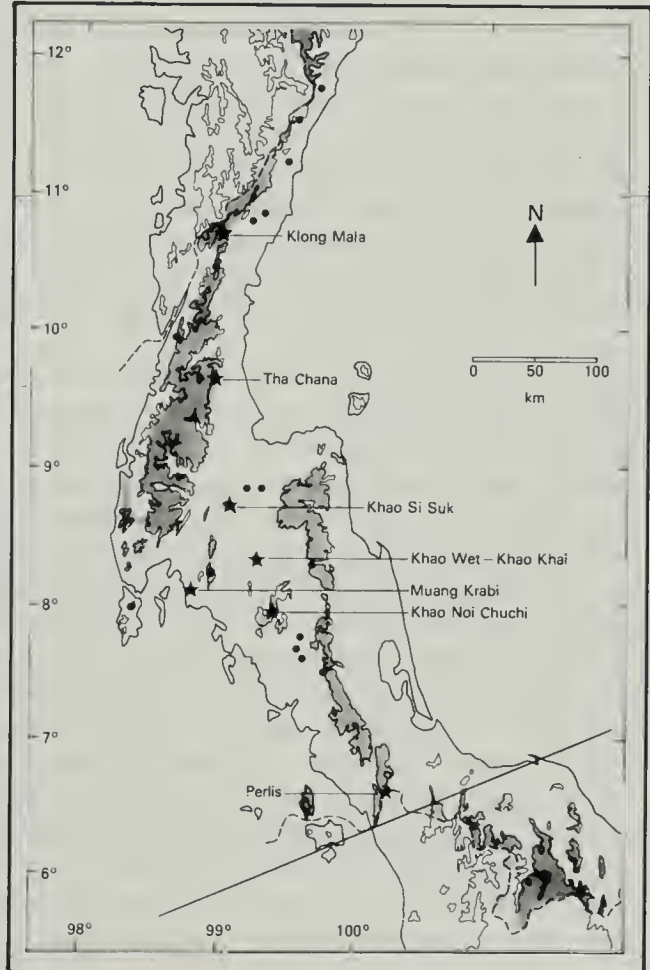 12°
11°
Klong Mala
N
10°
0 50 100
km
Tha Chana
9°
Khao Si Suk
Khao Wet – Khao Khai
Muang Krabi
8°
Khao Noi Chuchi
7°
Perlis
6°
98° 99° 100°